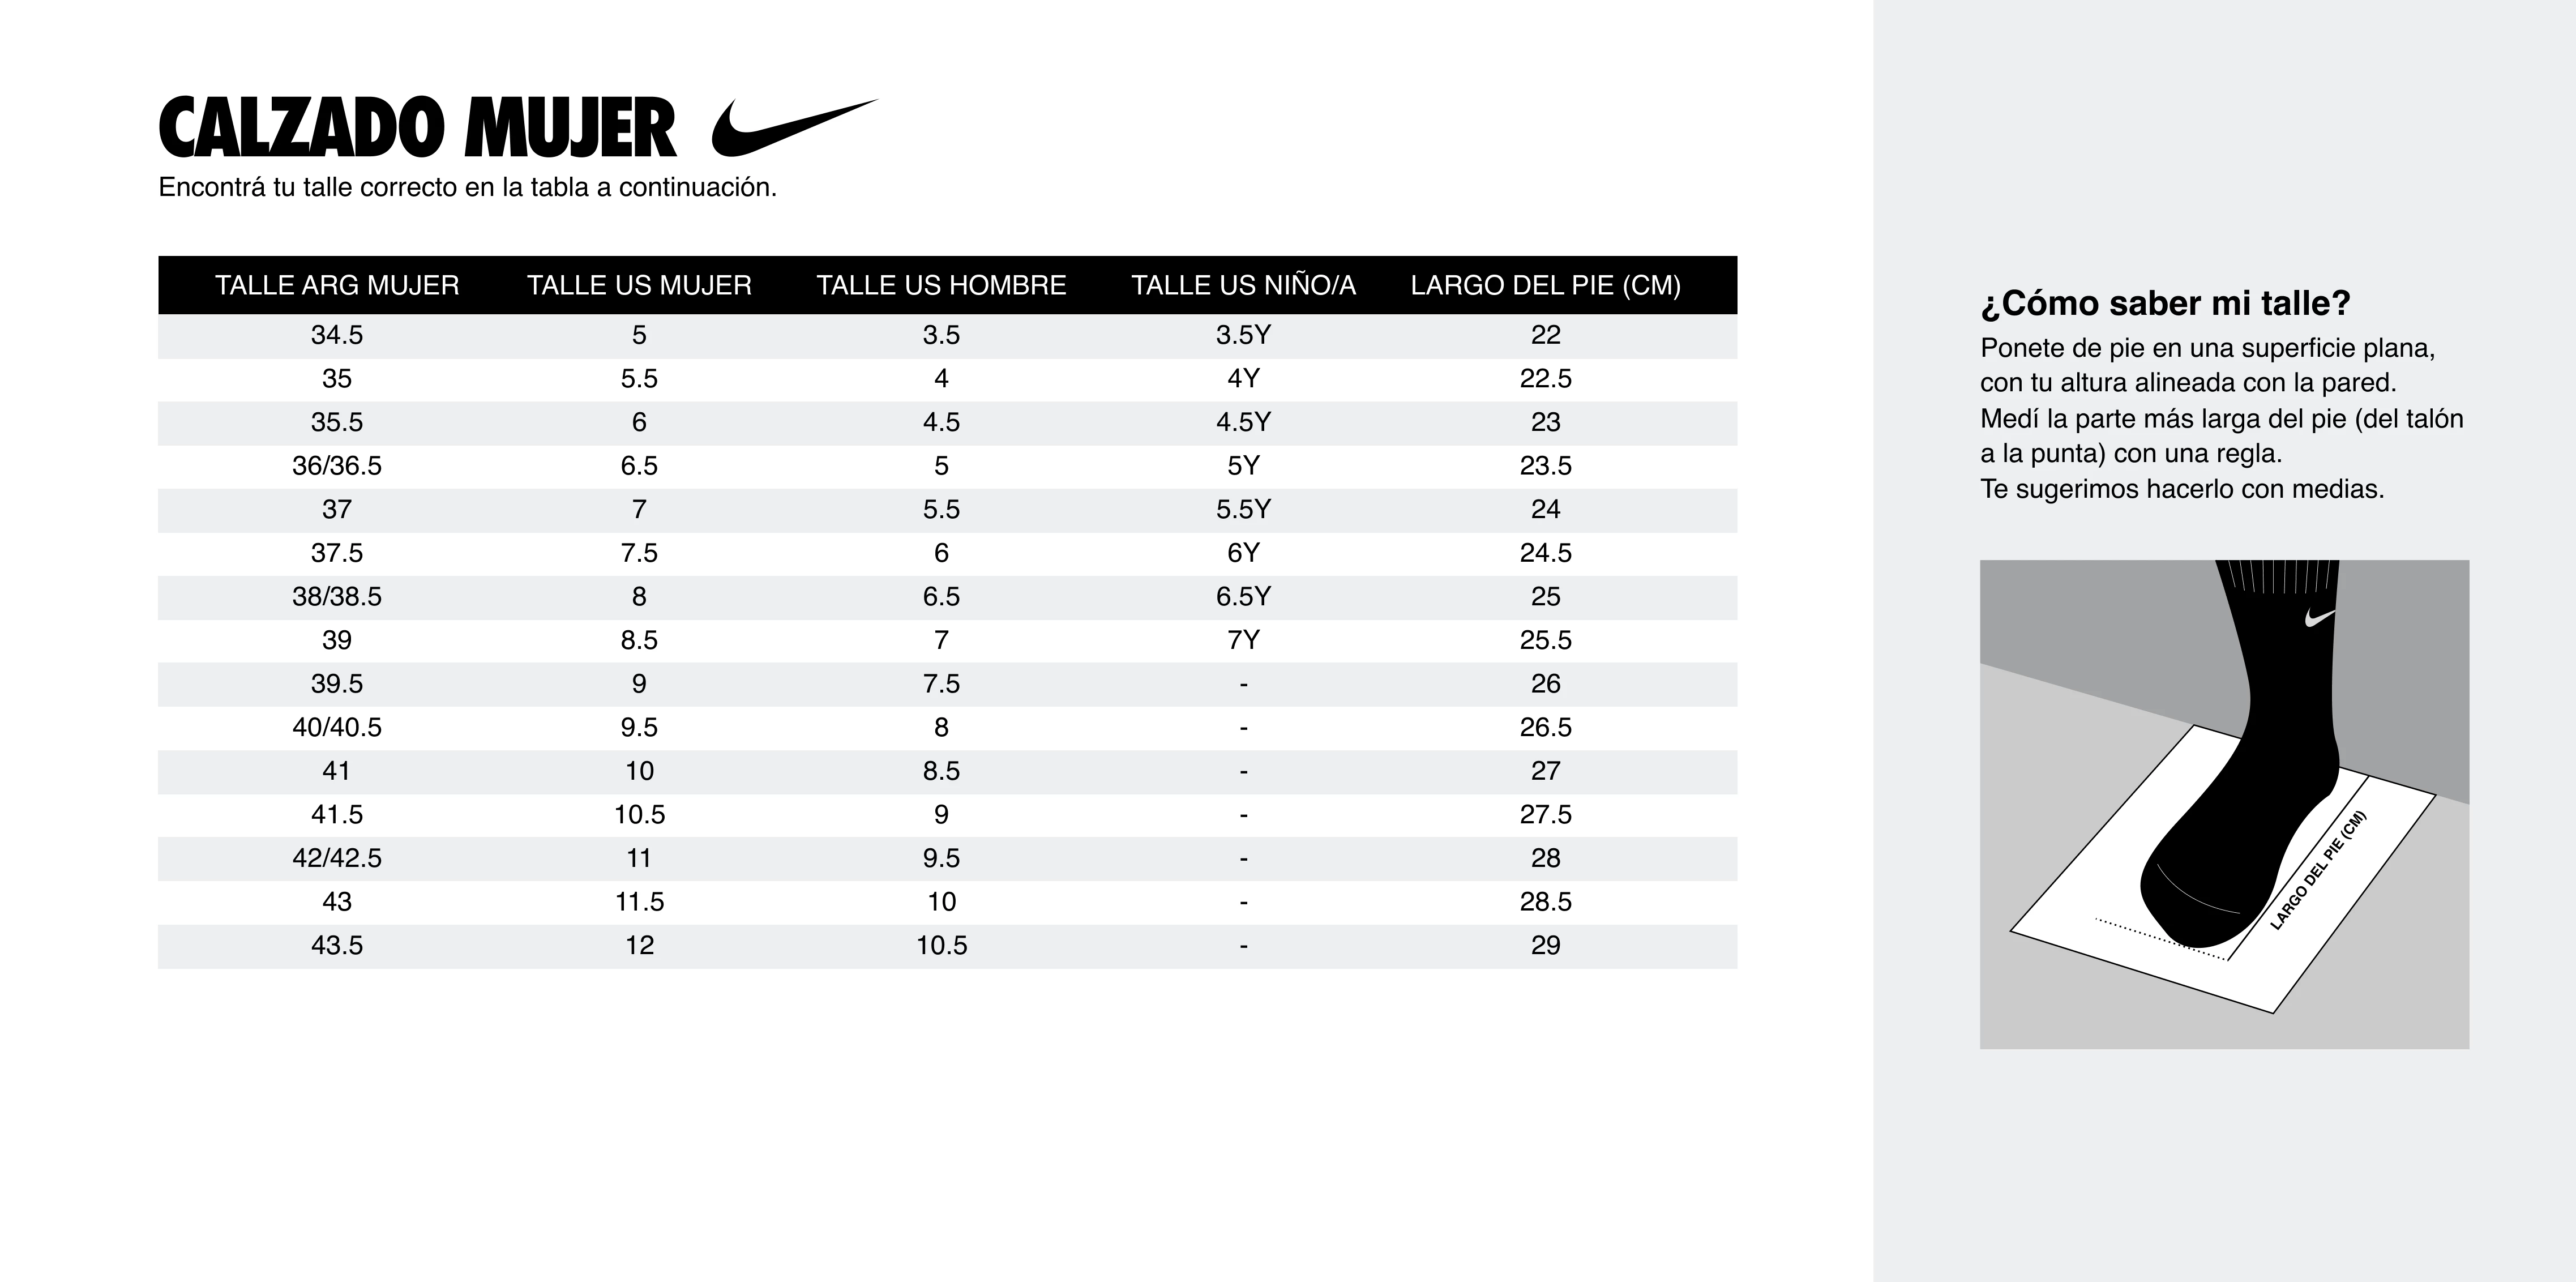 CALZADO MUJER
Encontrá tu talle correcto en la tabla a continuación.
TALLE ARG MUJER TALLE US MUJER TALLE US HOMBRE TALLE US NIÑO/A LARGO DEL PIE (CM)
34.5 5 3.5 3.5Y 22
35 5.5 4 4Y 22.5
35.5 6 4.5 4.5Y 23
36/36.5 6.5 5 5Y 23.5
37 7 5.5 5.5Y 24
37.5 7.5 6 6Y 24.5
38/38.5 8 6.5 6.5Y 25
39 8.5 7 7Y 25.5
39.5 9 7.5 - 26
40/40.5 9.5 8 - 26.5
41 10 8.5 - 27
41.5 10.5 9 - 27.5
42/42.5 11 9.5 - 28
43 11.5 10 - 28.5
43.5 12 10.5 - 29
¿Cómo saber mi talle?
Ponete de pie en una superficie plana,
con tu altura alineada con la pared.
Medí la parte más larga del pie (del talón
a la punta) con una regla.
Te sugerimos hacerlo con medias.
LARGO DEL PIE (CM)